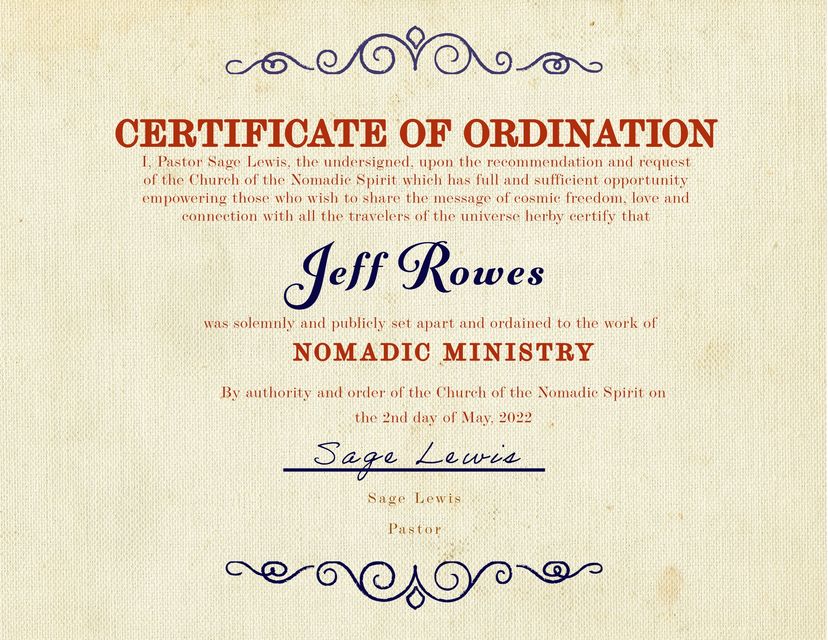 CERTIFICATE OF ORDINATION
I, Pastor Sage Lewis, the undersigned, upon the recommendation and request
of the Church of the Nomadic Spirit which has full and sufficient opportunity
empowering those who wish to share the message of cosmic freedom, love and
connection with all the travelers of the universe herby certify that
Jeff Rowes
was solemnly and publicly set apart and ordained to the work of
NOMADIC MINISTRY
By authority and order of the Church of the Nomadic Spirit on
the 2nd day of May, 2022
Sage Lewis
Sage Lewis
Pastor